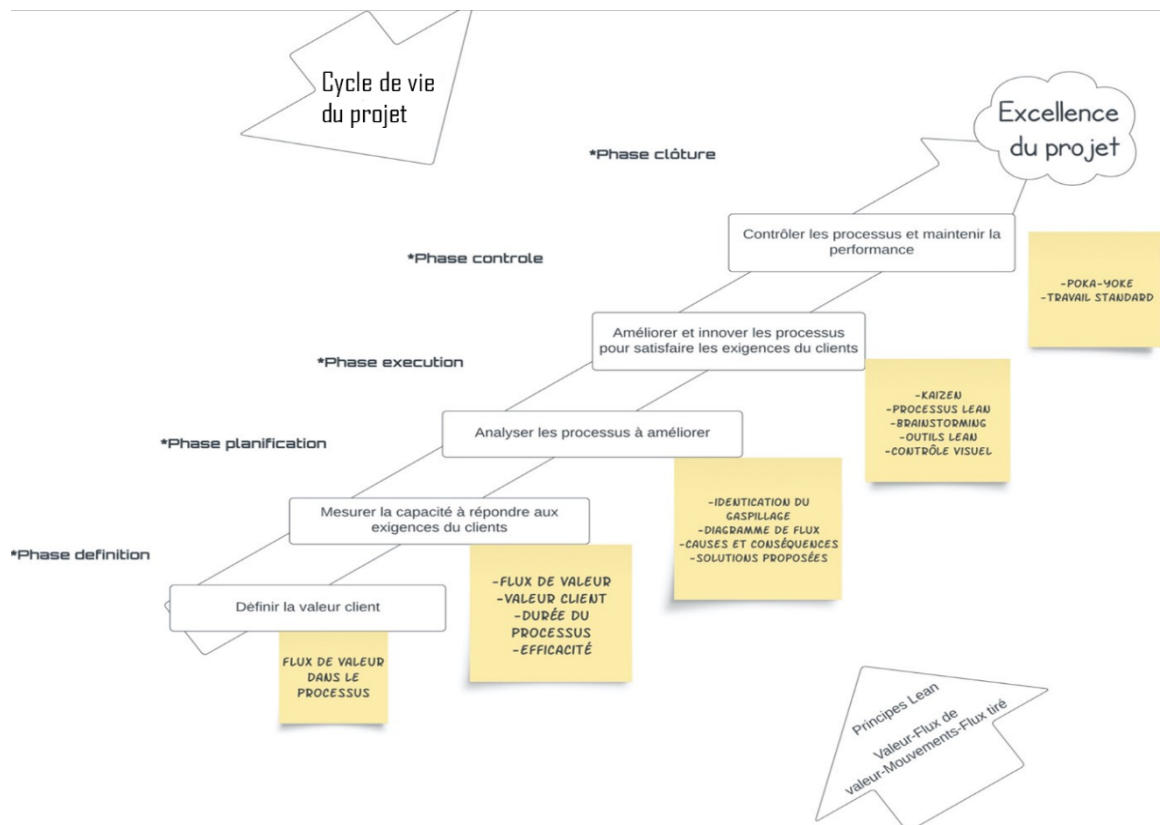 Cycle de vie
du projet
Excellence
du projet
*Phase clôture
Contrôler les processus et maintenir la
performance
*Phase controle
-POKA-YOKE
-TRAVAIL STANDARD
Améliorer et innover les processus
pour satisfaire les exigences du clients
*Phase execution
-KAIZEN
-PROCESSUS LEAN
-BRAINSTORMING
-OUTILS LEAN
-CONTRÔLE VISUEL
Analyser les processus à améliorer
*Phase planification
-IDENTICATION DU
GASPILLAGE
-DIAGRAMME DE FLUX
-CAUSES ET CONSÉQUENCES
-SOLUTIONS PROPOSÉES
Mesurer la capacité à répondre aux
exigences du clients
*Phase definition
-FLUX DE VALEUR
-VALEUR CLIENT
-DURÉE DU
PROCESSUS
-EFFICACITÉ
Définir la valeur client
FLUX DE VALEUR
DANS LE
PROCESSUS
Principes Lean
Valeur-Flux de
valeur-Mouvements-Flux tiré